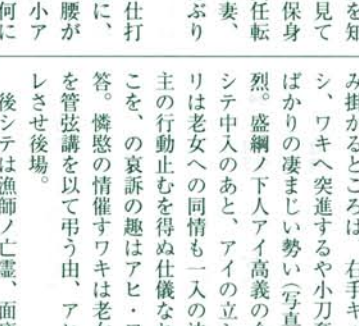 を知
見て
保身
任転
妻、
ぶり
仕打
に、
腰が
小ア
何に
み掛かるところは、右手
シ、ワキへ突進するや小刀
ばかりの凄まじい勢い（写真
烈。盛綱ノ下人アイ高義の
シテ中入のあと、アイの立
リは老女への同情も一入の
主の行動止むを得ぬ仕儀な
こを、の哀訴の趣はアヒ・
答。憐愍の情催すワキは老
を管弦講を以て弔う由、ア
レさせ後場。
後シテは漁師ノ亡霊、面